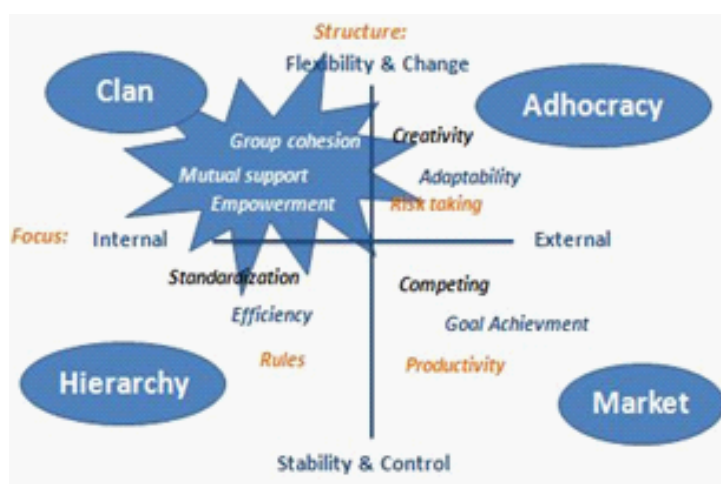 Structure:
Flexibility & Change
Clan
Adhocracy
Group cohesion
Creativity
Mutual support
Adaptability
Empowerment
Risk taking
Focus:
Internal
External
Standardization
Competing
Efficiency
Goal Achievment
Rules
Productivity
Hierarchy
Market
Stability & Control